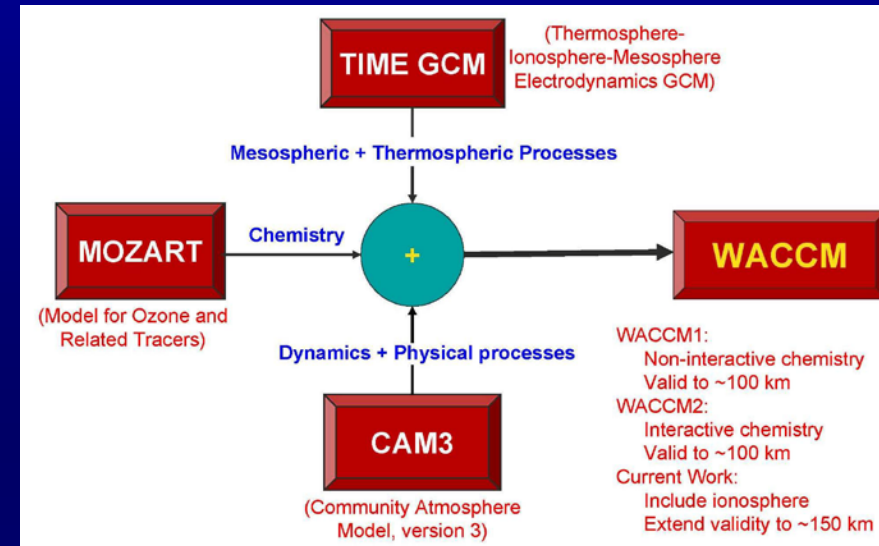 TIME GCM
(Thermosphere-
Ionosphere-Mesosphere
Electrodynamics GCM)
Mesospheric + Thermospheric Processes
MOZART
Chemistry
+
WACCM
(Model for Ozone and
Related Tracers)
Dynamics + Physical processes
CAM3
(Community Atmosphere
Model, version 3)
WACCM1:
Non-interactive chemistry
Valid to ~100 km
WACCM2:
Interactive chemistry
Valid to ~100 km
Current Work:
Include ionosphere
Extend validity to ~150 km